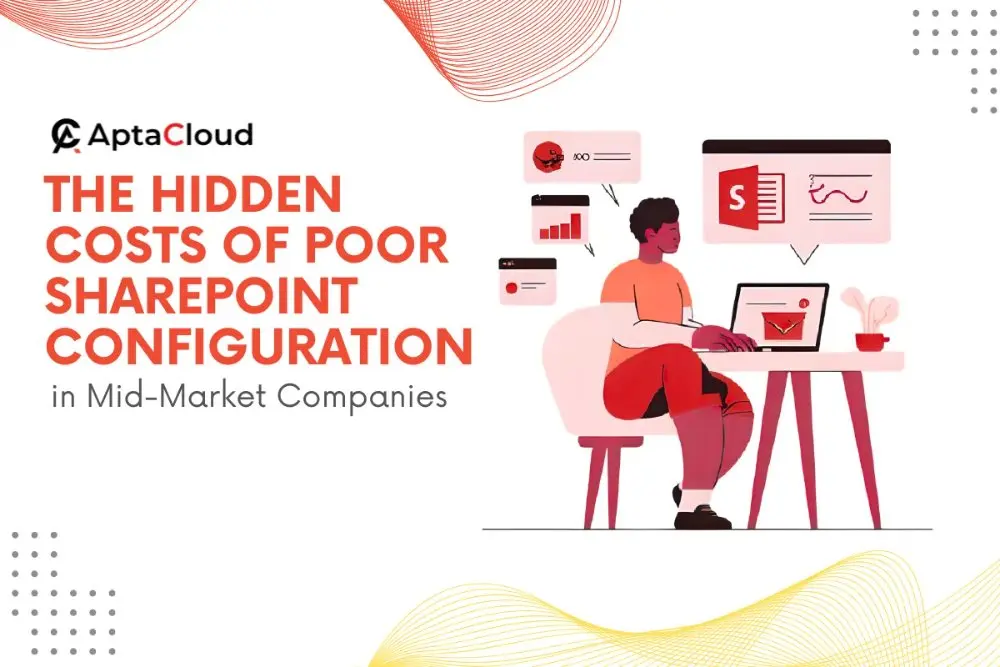 AptaCloud
THE HIDDEN
COSTS OF POOR
SHAREPOINT
CONFIGURATION
in Mid-Market Companies
S